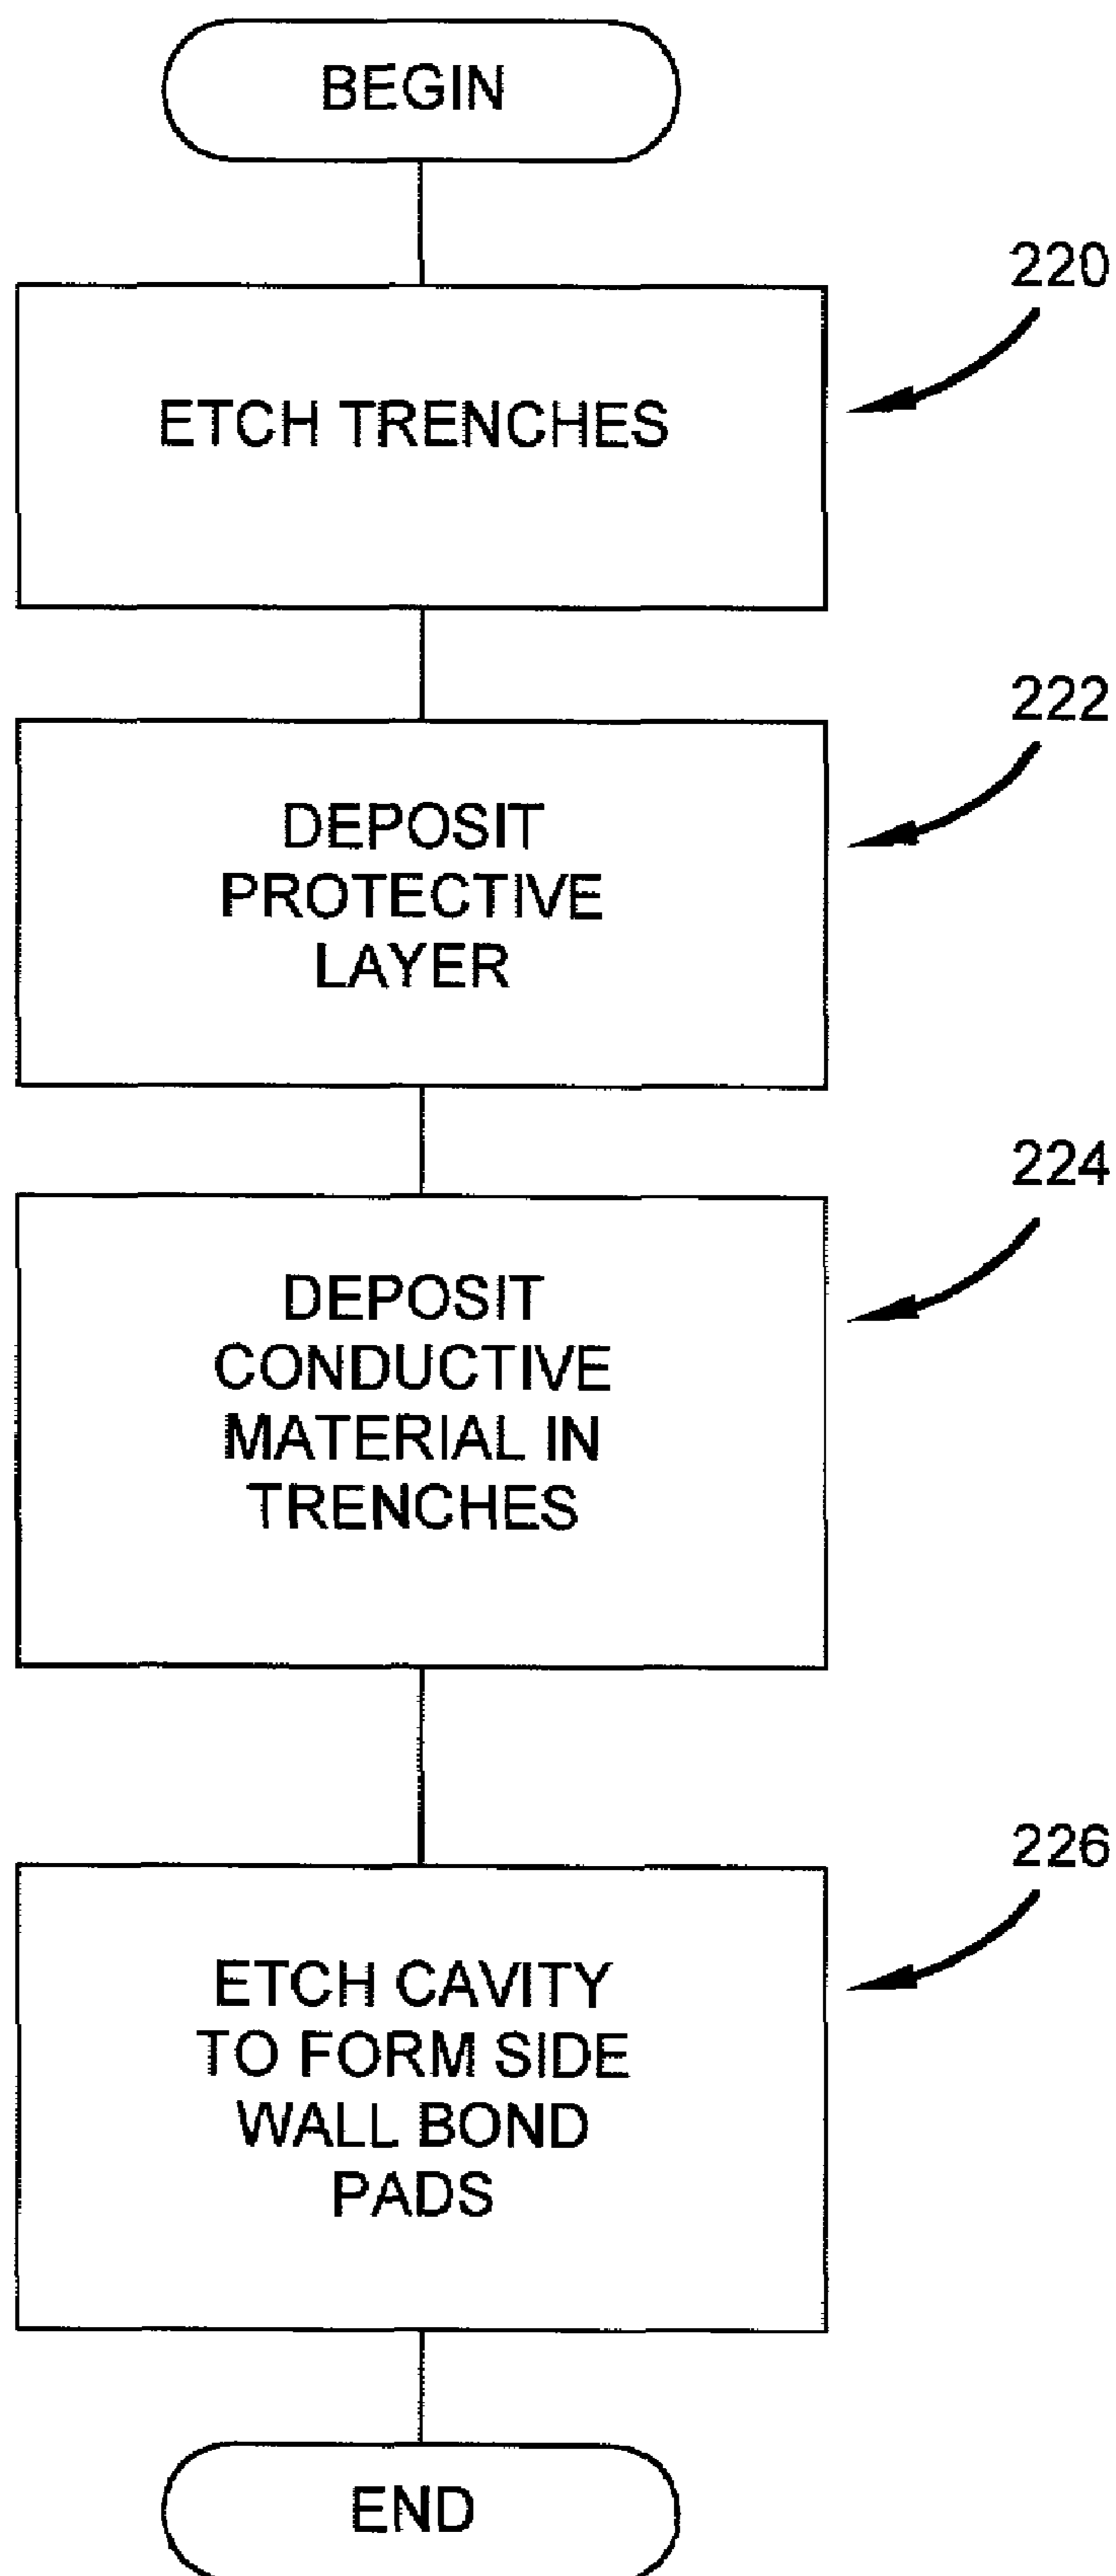 BEGIN
220
ETCH TRENCHES
222
DEPOSIT
PROTECTIVE
LAYER
224
DEPOSIT
CONDUCTIVE
MATERIAL IN
TRENCHES
226
ETCH CAVITY
TO FORM SIDE
WALL BOND
PADS
END